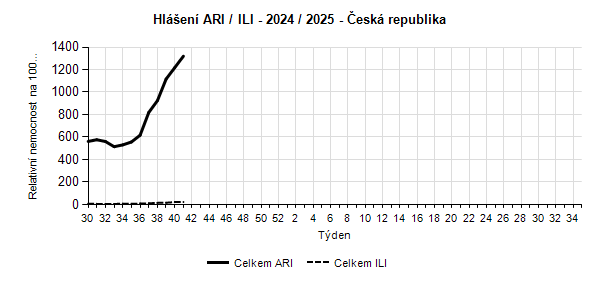 Hlášení ARI / ILI - 2024 / 2025 - Česká republika
Relativní nemocnost na 100...
1400
1200
1000
800
600
400
200
0
30 32 34 36 38 40 42 44 46 48 50 52 2 4 6 8 10 12 14 16 18 20 22 24 26 28 30 32 34
Týden
Celkem ARI Celkem ILI